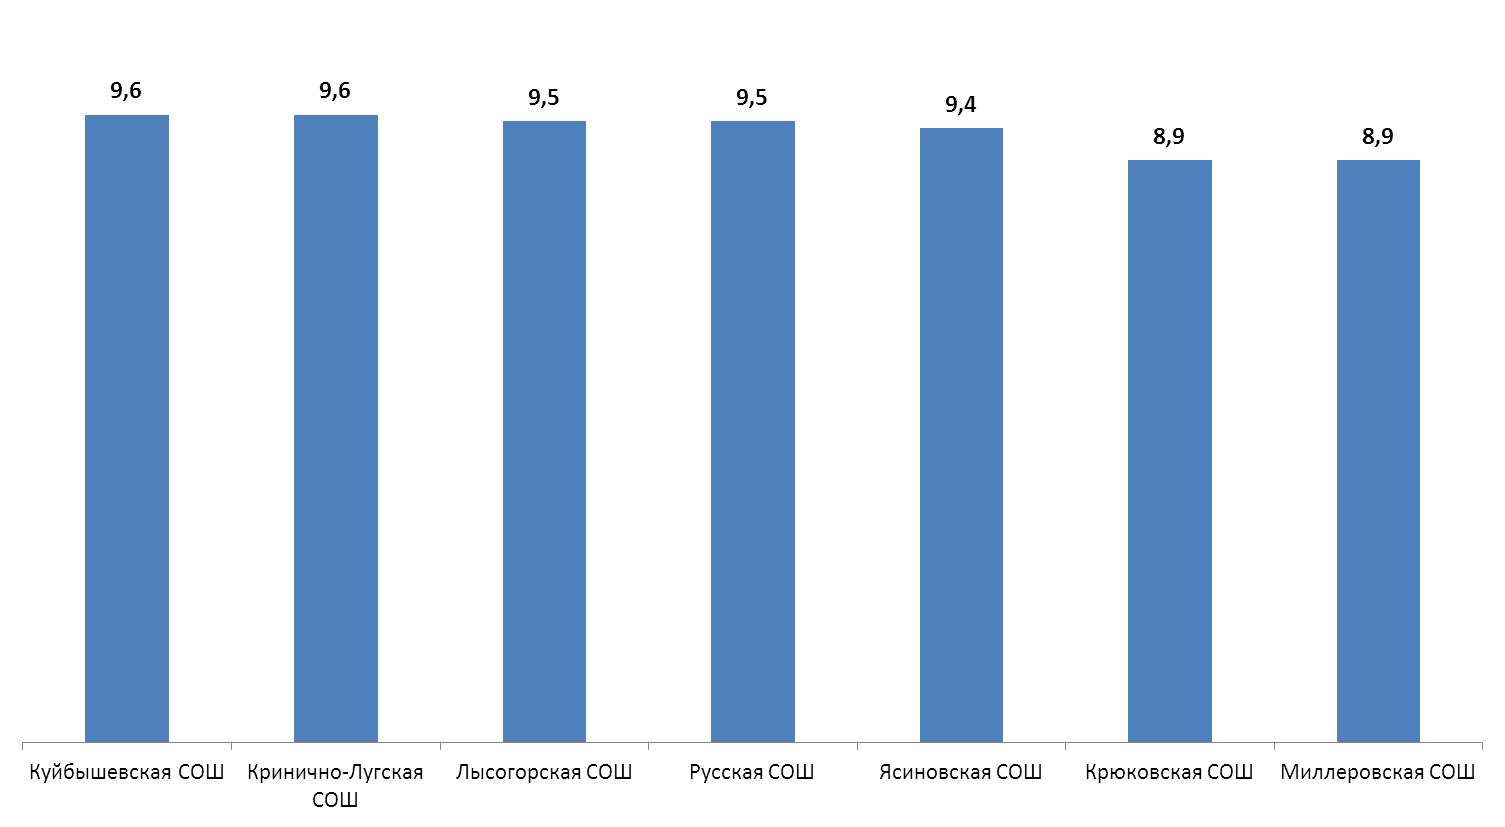 9,6
9,6
9,5
9,5
9,4
8,9
8,9
Куйбышевская СОШ
Кринично-Лугская
СОШ
Лысогорская СОШ
Русская СОШ
Ясиновская СОШ
Крюковская СОШ
Миллеровская СОШ